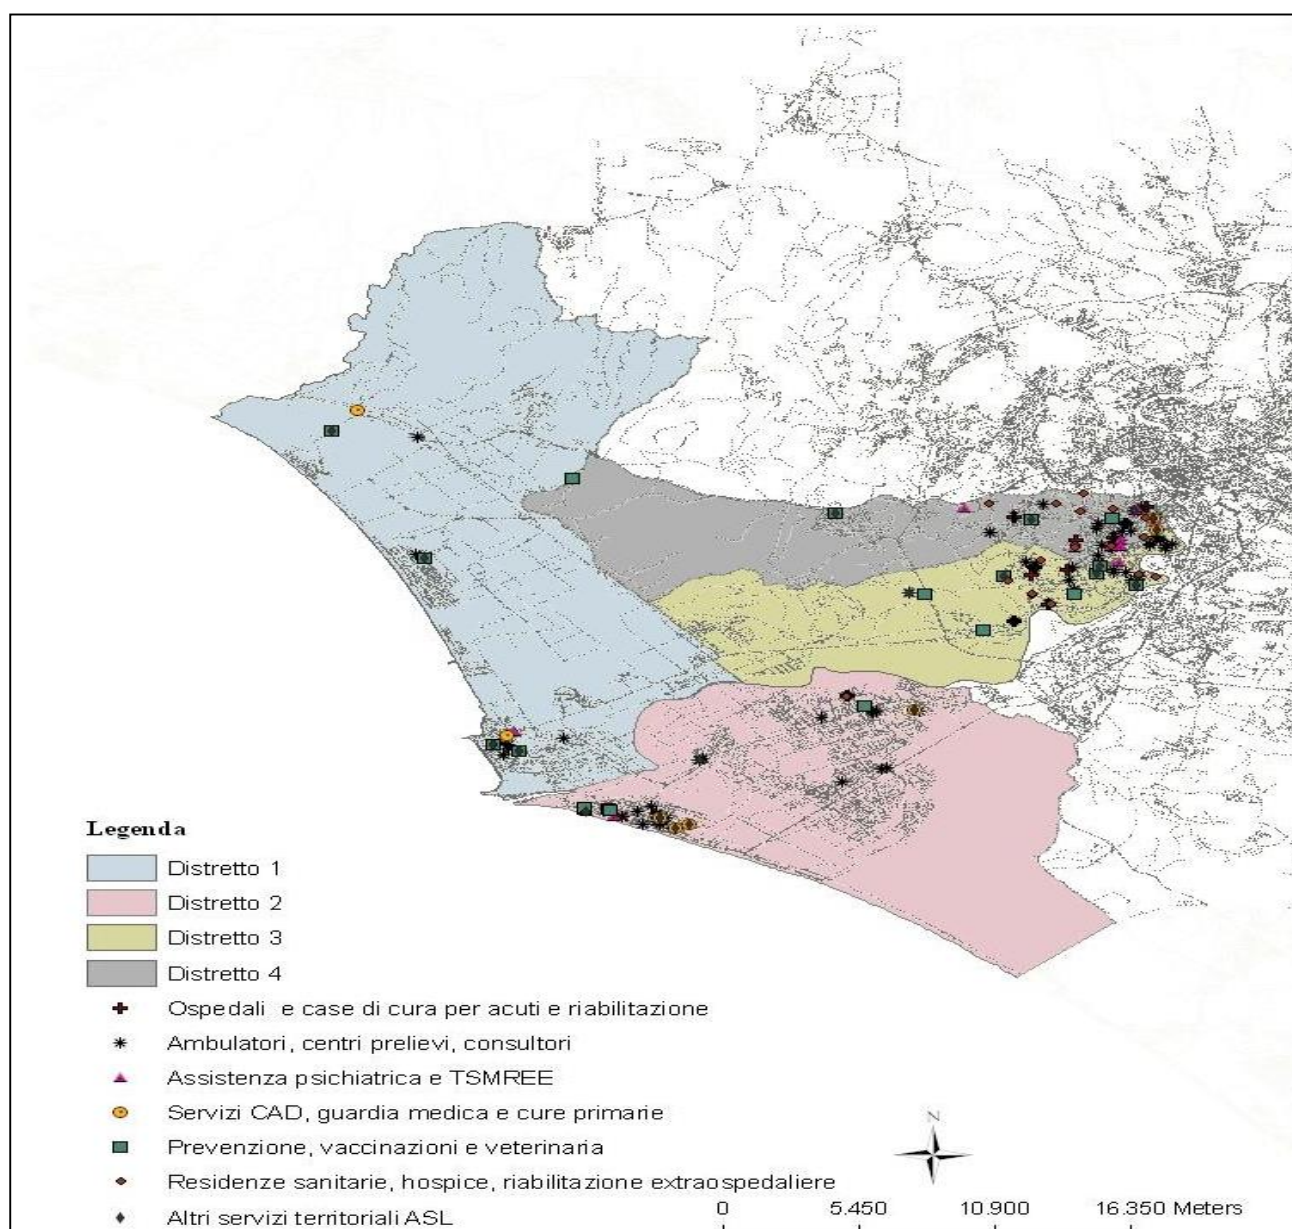 Legenda
Distretto 1
Distretto 2
Distretto 3
Distretto 4
Ospedali e case di cura per acuti e riabilitazione
Ambulatori, centri prelievi, consultori
Assistenza psichiatrica e TSMREE
Servizi CAD, guardia medica e cure primarie
Prevenzione, vaccinazioni e veterinaria
Residenze sanitarie, hospice, riabilitazione extraospedaliere
Altri servizi territoriali ASL
N
0 5.450 10.900 16.350 Meters